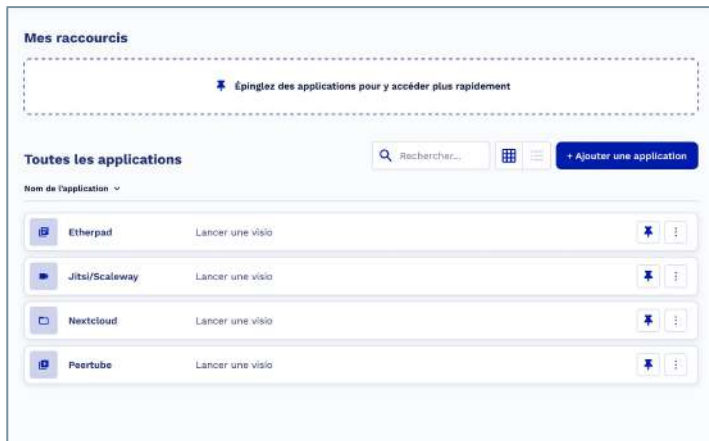 Mes raccourcis
Épinglez des applications pour y accéder plus rapidement
Toutes les applications
Rechercher...
+ Ajouter une application
Nom de l'application
Etherpad Lancer une visio
Jitsi/Scaleway Lancer une visio
Nextcloud Lancer une visio
Peertube Lancer une visio